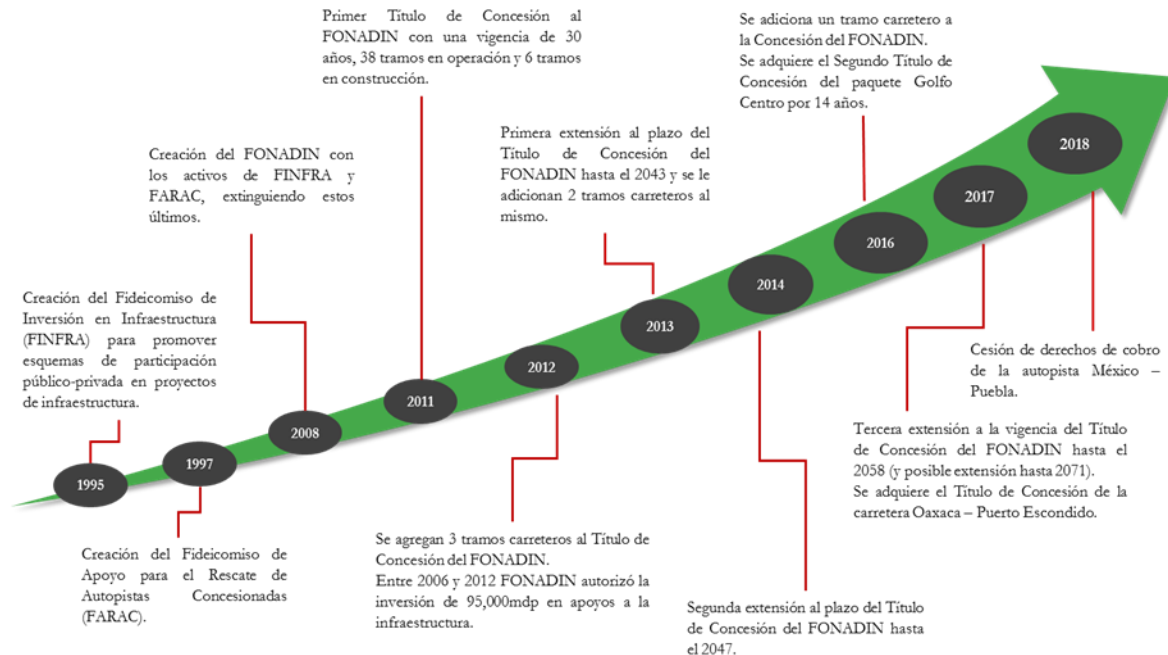 1995
Creación del Fideicomiso de
Inversión en Infraestructura
(FINFRA) para promover
esquemas de participación
público-privada en proyectos
de infraestructura.
1997
Creación del Fideicomiso de
Apoyo para el Rescate de
Autopistas Concesionadas
(FARAC).
2008
Creación del FONADIN con
los activos de FINFRA y
FARAC, extinguiendo estos
últimos.
2011
Primer Título de Concesión al
FONADIN con una vigencia de 30
años, 38 tramos en operación y 6 tramos
en construcción.
2012
Se agregan 3 tramos carreteros al Título de
Concesión del FONADIN.
Entre 2006 y 2012 FONADIN autorizó la
inversión de 95,000mdp en apoyos a la
infraestructura.
2013
Primera extensión al plazo del
Título de Concesión del
FONADIN hasta el 2043 y se le
adicionan 2 tramos carreteros al
mismo.
2014
Segunda extensión al plazo del Título
de Concesión del FONADIN hasta
el 2047.
2016
Se adiciona un tramo carretero a
la Concesión del FONADIN.
Se adquiere el Segundo Título de
Concesión del paquete Golfo
Centro por 14 años.
2017
Tercera extensión a la vigencia del Título
de Concesión del FONADIN hasta el
2058 (y posible extensión hasta 2071).
Se adquiere el Título de Concesión de la
carretera Oaxaca – Puerto Escondido.
2018
Cesión de derechos de cobro
de la autopista México –
Puebla.